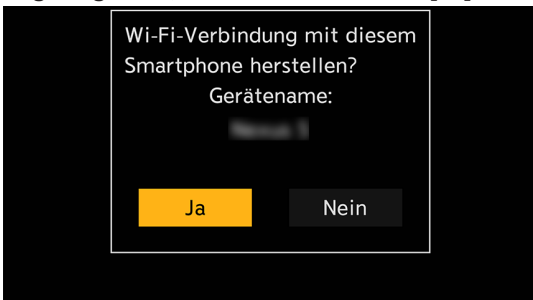 Wi-Fi-Verbindung mit diesem
Smartphone herstellen?
Gerätename:
Ja Nein